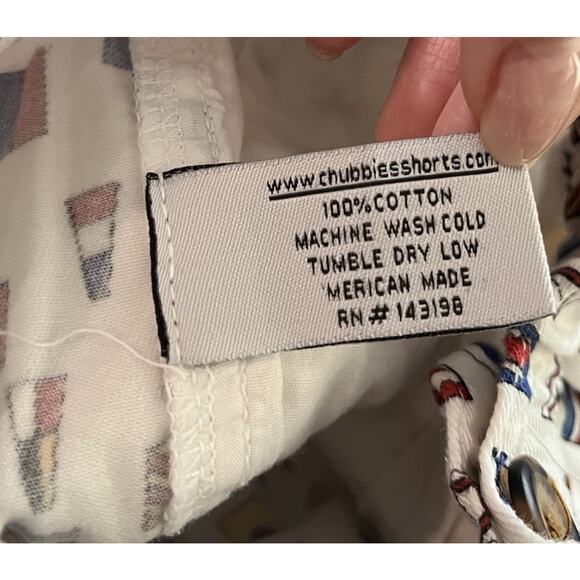 www.chubbiesshorts.com
100% COTTON
MACHINE WASH COLD
TUMBLE DRY LOW
'MERICAN MADE
RN# 143198